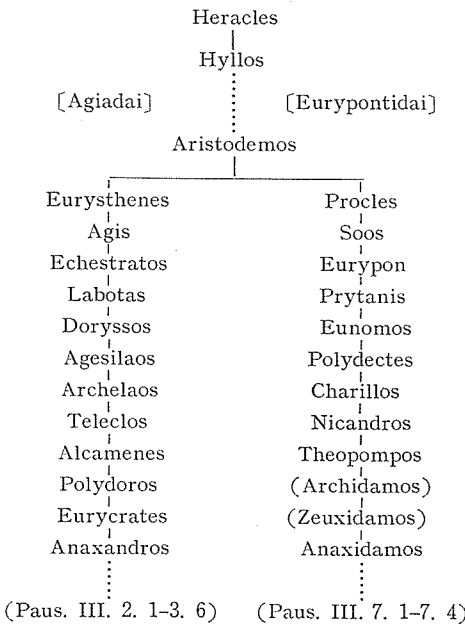 Heracles
Hyllos
[Agiadai] [Eurypontidai]
Aristodemos
Eurysthenes Procles
Agis Soos
Echestratos Eurypon
Labotas Prytanis
Doryssos Eunomos
Agesilaos Polydectes
Archelaos Charillos
Teleclos Nicandros
Alcamenes Theopompos
Polydoros (Archidamos)
Eurycrates (Zeuxidamos)
Anaxandros Anaxidamos
(Paus. III. 2. 1–3. 6) (Paus. III. 7. 1–7. 4)